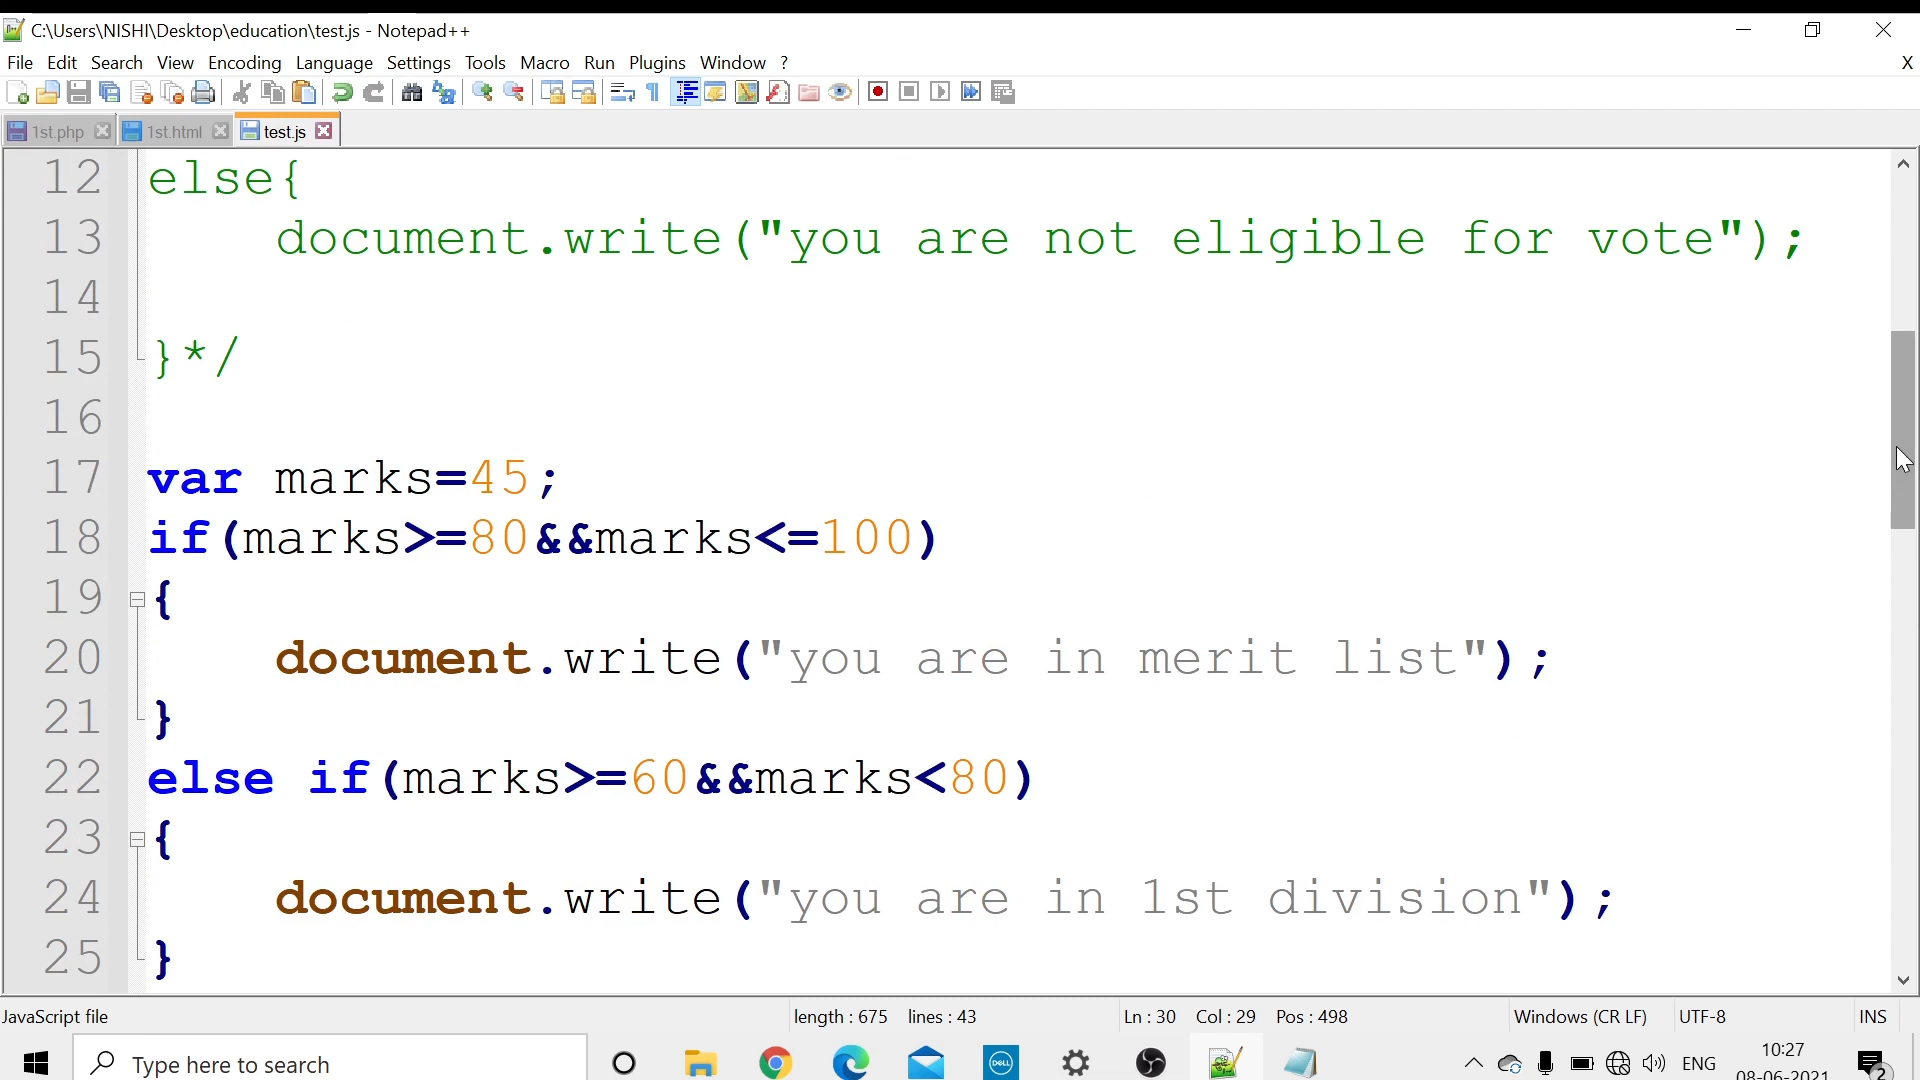 C:\Users\NISHI\Desktop\education\test.js - Notepad++
File Edit Search View Encoding Language Settings Tools Macro Run Plugins Window ? X
1st.php 1st.html test.js
12 else{
13 document.write("you are not eligible for vote");
14
15 }*/
16
17 var marks=45;
18 if(marks>=80&&marks<=100)
19 {
20 document.write("you are in merit list");
21 }
22 else if(marks>=60&&marks<80)
23 {
24 document.write("you are in 1st division");
25 }
JavaScript file length : 675 lines : 43 Ln : 30 Col : 29 Pos : 498 Windows (CR LF) UTF-8 INS
Type here to search DELL ENG 10:27
08-06-2021 2